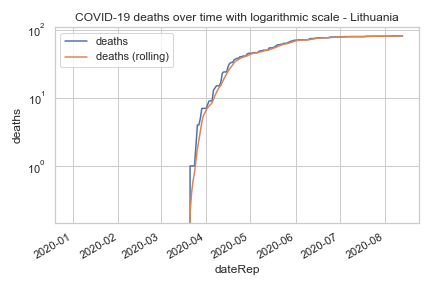 COVID-19 deaths over time with logarithmic scale - Lithuania
10²
deaths
deaths (rolling)
10¹
10⁰
deaths
2020-01
2020-02
2020-03
2020-04
2020-05
2020-06
2020-07
2020-08
dateRep